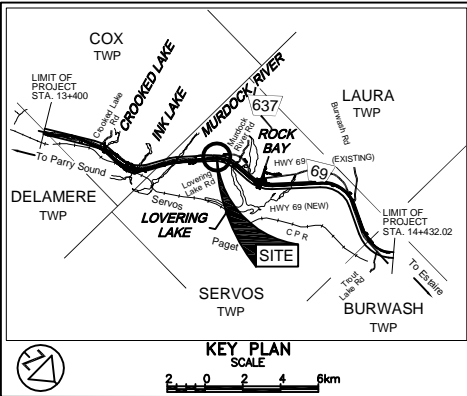 COX
TWP
LIMIT OF
PROJECT
STA. 13+400
Crooked Lake
Rd
CROOKED LAKE
INK LAKE
MURDOCK RIVER
637
Murdock
River Rd
LAURA
TWP
ROCK
BAY
Burwash Rd
HWY 69 (EXISTING)
69
To Parry Sound
DELAMERE
TWP
Servos
Lovering
Lake Rd
LOVERING
LAKE
HWY 69 (NEW)
CPR
Paget
SITE
LIMIT OF
PROJECT
STA. 14+432.02
To Estaire
Trout
Lake Rd
SERVOS
TWP
BURWASH
TWP
N
KEY PLAN
SCALE
2 0 2 4 6km